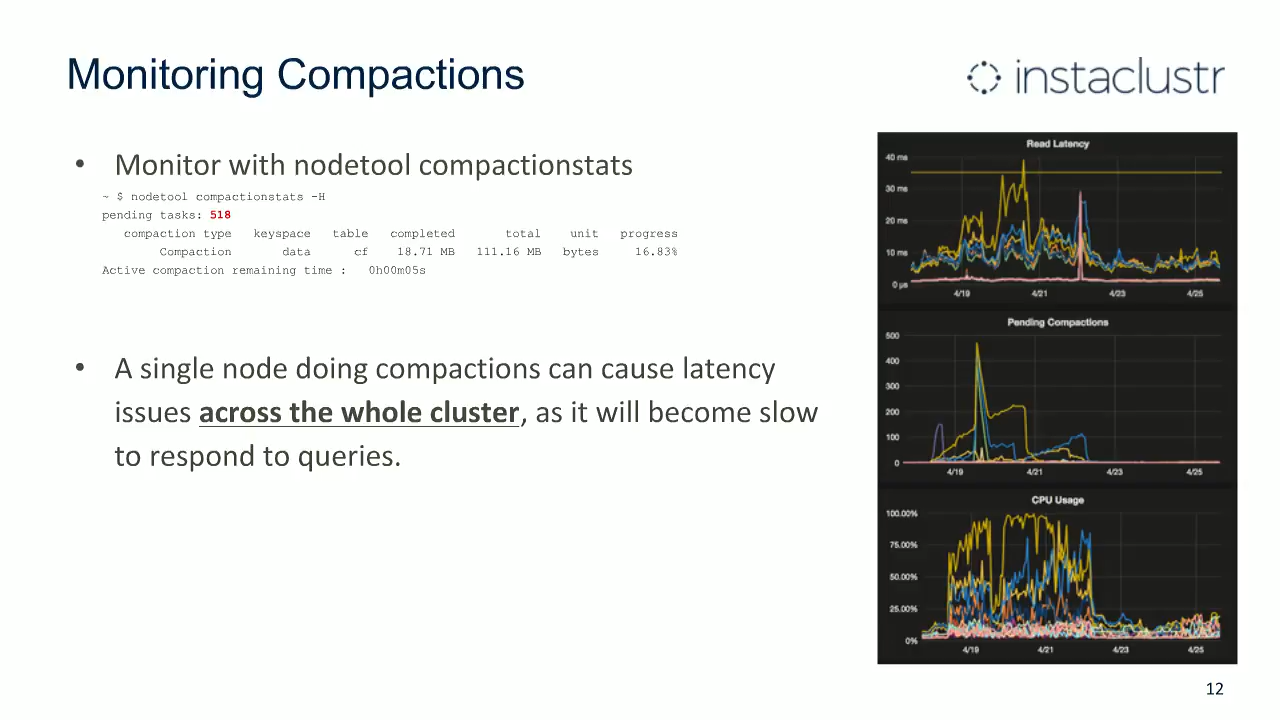 Monitoring Compactions
instaclustr
• Monitor with nodetool compactionstats
~ $ nodetool compactionstats -H
pending tasks: 518
compaction type keyspace table completed total unit progress
Compaction data cf 18.71 MB 111.16 MB bytes 16.83%
Active compaction remaining time : 0h00m05s
• A single node doing compactions can cause latency
issues across the whole cluster, as it will become slow
to respond to queries.
Read Latency
40 ms
30 ms
20 ms
10 ms
0 µs
4/19 4/21 4/23 4/25
Pending Compactions
500
400
300
200
100
0
4/19 4/21 4/23 4/25
CPU Usage
100.00%
75.00%
50.00%
25.00%
0%
4/19 4/21 4/23 4/25
12